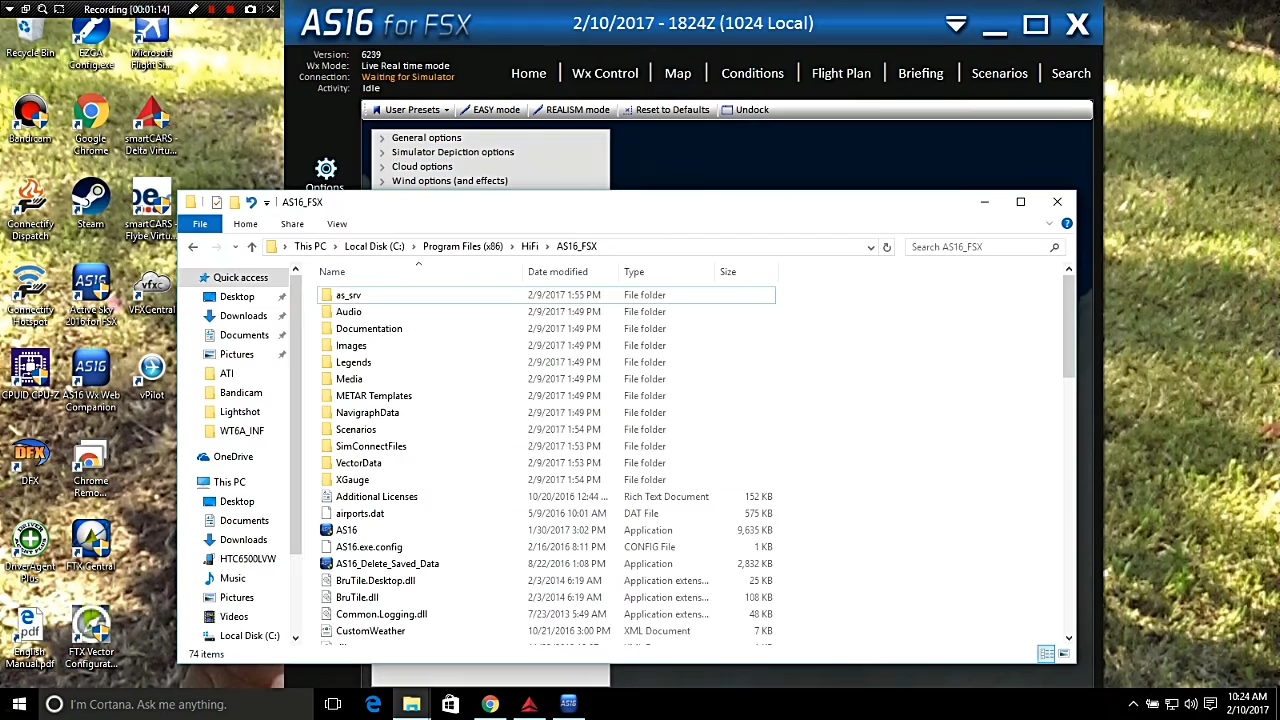 Recording [00:01:14]
Recycle Bin
EZCA Config.exe
Microsoft Flight Si...
Bandicam
Google Chrome
smartCARS - Delta Virtu...
Connectify Dispatch
Steam
smartCARS - Flybe Virtu...
Connectify Hotspot
Active Sky 2016 for FSX
VFXCentral
CPUID CPU-Z
AS16 Wx Web Companion
vPilot
DFX
Chrome Remo...
DriverAgent Plus
FTX Central
English Manual.pdf
FTX Vector Configurat...
AS16 for FSX
2/10/2017 - 1824Z (1024 Local)
Version: 6239
Wx Mode: Live Real time mode
Connection: Waiting for Simulator
Activity: Idle
Home | Wx Control | Map | Conditions | Flight Plan | Briefing | Scenarios | Search
User Presets EASY mode REALISM mode Reset to Defaults Undock
Options
General options
Simulator Depiction options
Cloud options
Wind options (and effects)
AS16_FSX
File Home Share View
This PC > Local Disk (C:) > Program Files (x86) > HiFi > AS16_FSX
Search AS16_FSX
Quick access
Desktop
Downloads
Documents
Pictures
ATI
Bandicam
Lightshot
WT6A_INF
OneDrive
This PC
Desktop
Documents
Downloads
HTC6500LVW
Music
Pictures
Videos
Local Disk (C:)
Name Date modified Type Size
as_srv 2/9/2017 1:55 PM File folder
Audio 2/9/2017 1:49 PM File folder
Documentation 2/9/2017 1:49 PM File folder
Images 2/9/2017 1:49 PM File folder
Legends 2/9/2017 1:49 PM File folder
Media 2/9/2017 1:49 PM File folder
METAR Templates 2/9/2017 1:49 PM File folder
NavigraphData 2/9/2017 1:49 PM File folder
Scenarios 2/9/2017 1:54 PM File folder
SimConnectFiles 2/9/2017 1:53 PM File folder
VectorData 2/9/2017 1:53 PM File folder
XGauge 2/9/2017 1:54 PM File folder
Additional Licenses 10/20/2016 12:44 ... Rich Text Document 152 KB
airports.dat 5/9/2016 10:01 AM DAT File 575 KB
AS16 1/30/2017 3:02 PM Application 9,635 KB
AS16.exe.config 2/16/2016 8:11 PM CONFIG File 1 KB
AS16_Delete_Saved_Data 8/22/2016 1:08 PM Application 2,832 KB
BruTile.Desktop.dll 2/3/2014 6:19 AM Application extens... 25 KB
BruTile.dll 2/3/2014 6:19 AM Application extens... 108 KB
Common.Logging.dll 7/23/2013 5:49 AM Application extens... 48 KB
CustomWeather 10/21/2016 3:00 PM XML Document 7 KB
74 items
I'm Cortana. Ask me anything.
10:24 AM
2/10/2017